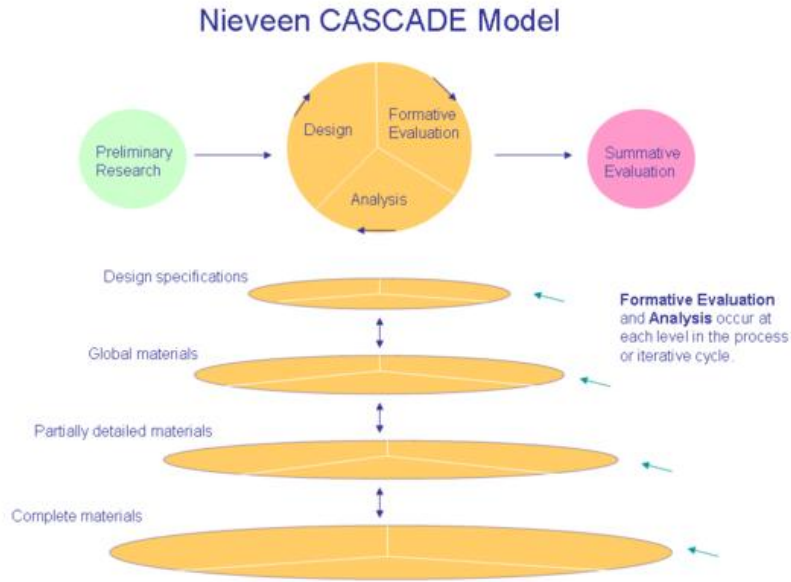 Nieveen CASCADE Model
Preliminary
Research
Design
Formative
Evaluation
Analysis
Summative
Evaluation
Design specifications
Formative Evaluation
and Analysis occur at
each level in the process
or iterative cycle.
Global materials
Partially detailed materials
Complete materials